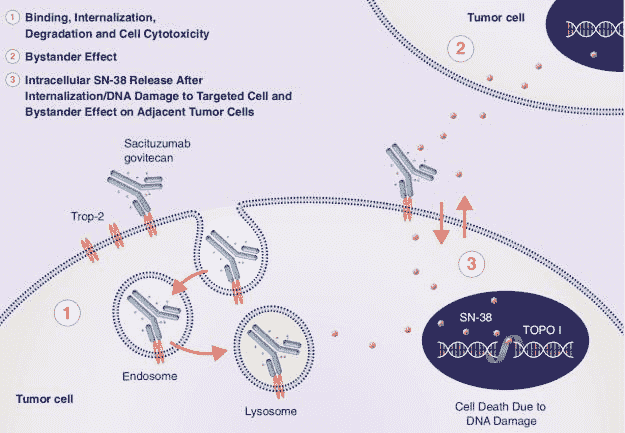 1 Binding, Internalization,
Degradation and Cell Cytotoxicity
2 Bystander Effect
3 Intracellular SN-38 Release After
Internalization/DNA Damage to Targeted Cell and
Bystander Effect on Adjacent Tumor Cells
Tumor cell
2
Sacituzumab
govitecan
Trop-2
1
3
SN-38
TOPO I
Endosome
Lysosome
Tumor cell
Cell Death Due to
DNA Damage